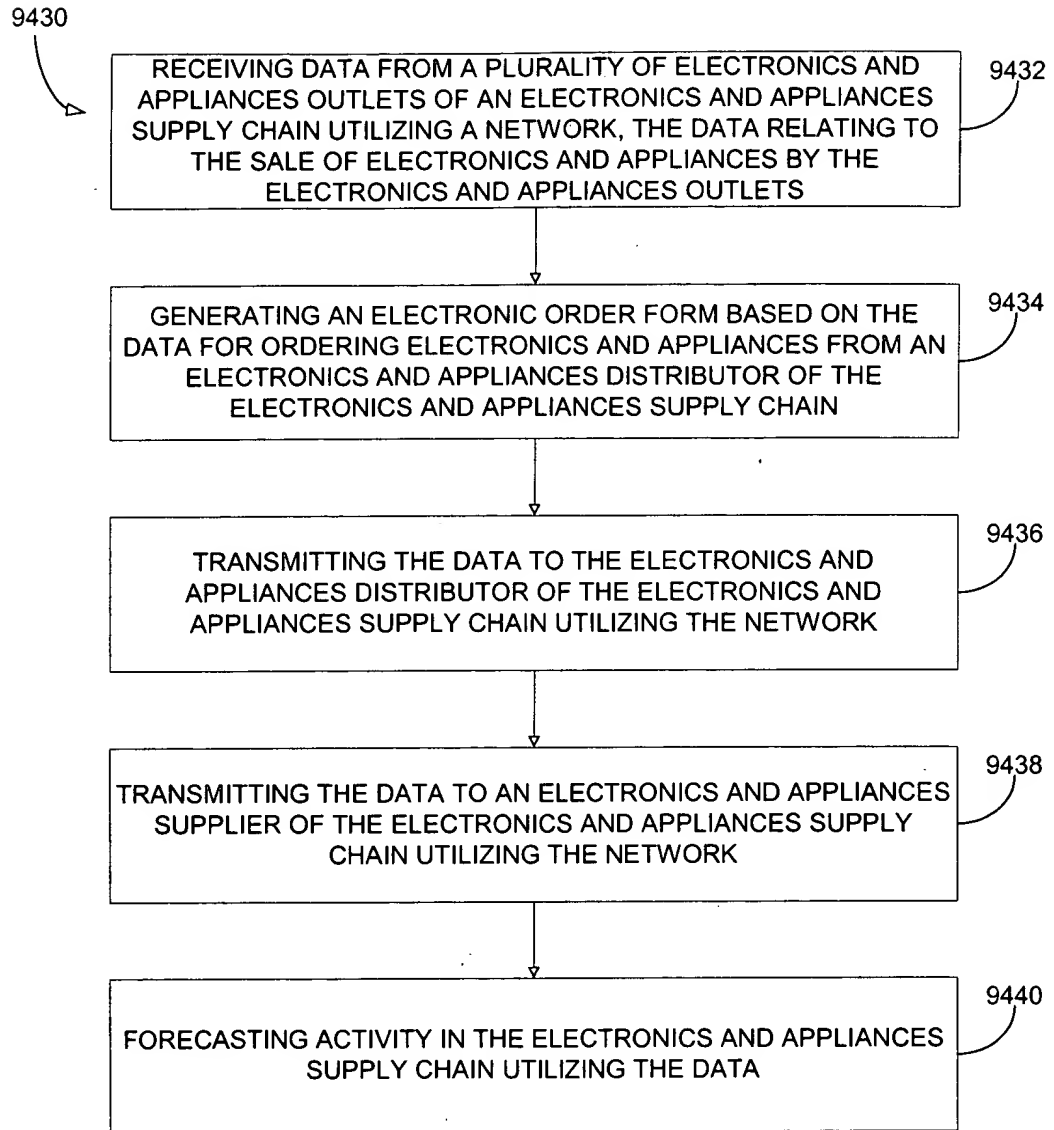 9430
RECEIVING DATA FROM A PLURALITY OF ELECTRONICS AND
APPLIANCES OUTLETS OF AN ELECTRONICS AND APPLIANCES
SUPPLY CHAIN UTILIZING A NETWORK, THE DATA RELATING TO
THE SALE OF ELECTRONICS AND APPLIANCES BY THE
ELECTRONICS AND APPLIANCES OUTLETS
9432
GENERATING AN ELECTRONIC ORDER FORM BASED ON THE
DATA FOR ORDERING ELECTRONICS AND APPLIANCES FROM AN
ELECTRONICS AND APPLIANCES DISTRIBUTOR OF THE
ELECTRONICS AND APPLIANCES SUPPLY CHAIN
9434
TRANSMITTING THE DATA TO THE ELECTRONICS AND
APPLIANCES DISTRIBUTOR OF THE ELECTRONICS AND
APPLIANCES SUPPLY CHAIN UTILIZING THE NETWORK
9436
TRANSMITTING THE DATA TO AN ELECTRONICS AND APPLIANCES
SUPPLIER OF THE ELECTRONICS AND APPLIANCES SUPPLY
CHAIN UTILIZING THE NETWORK
9438
FORECASTING ACTIVITY IN THE ELECTRONICS AND APPLIANCES
SUPPLY CHAIN UTILIZING THE DATA
9440